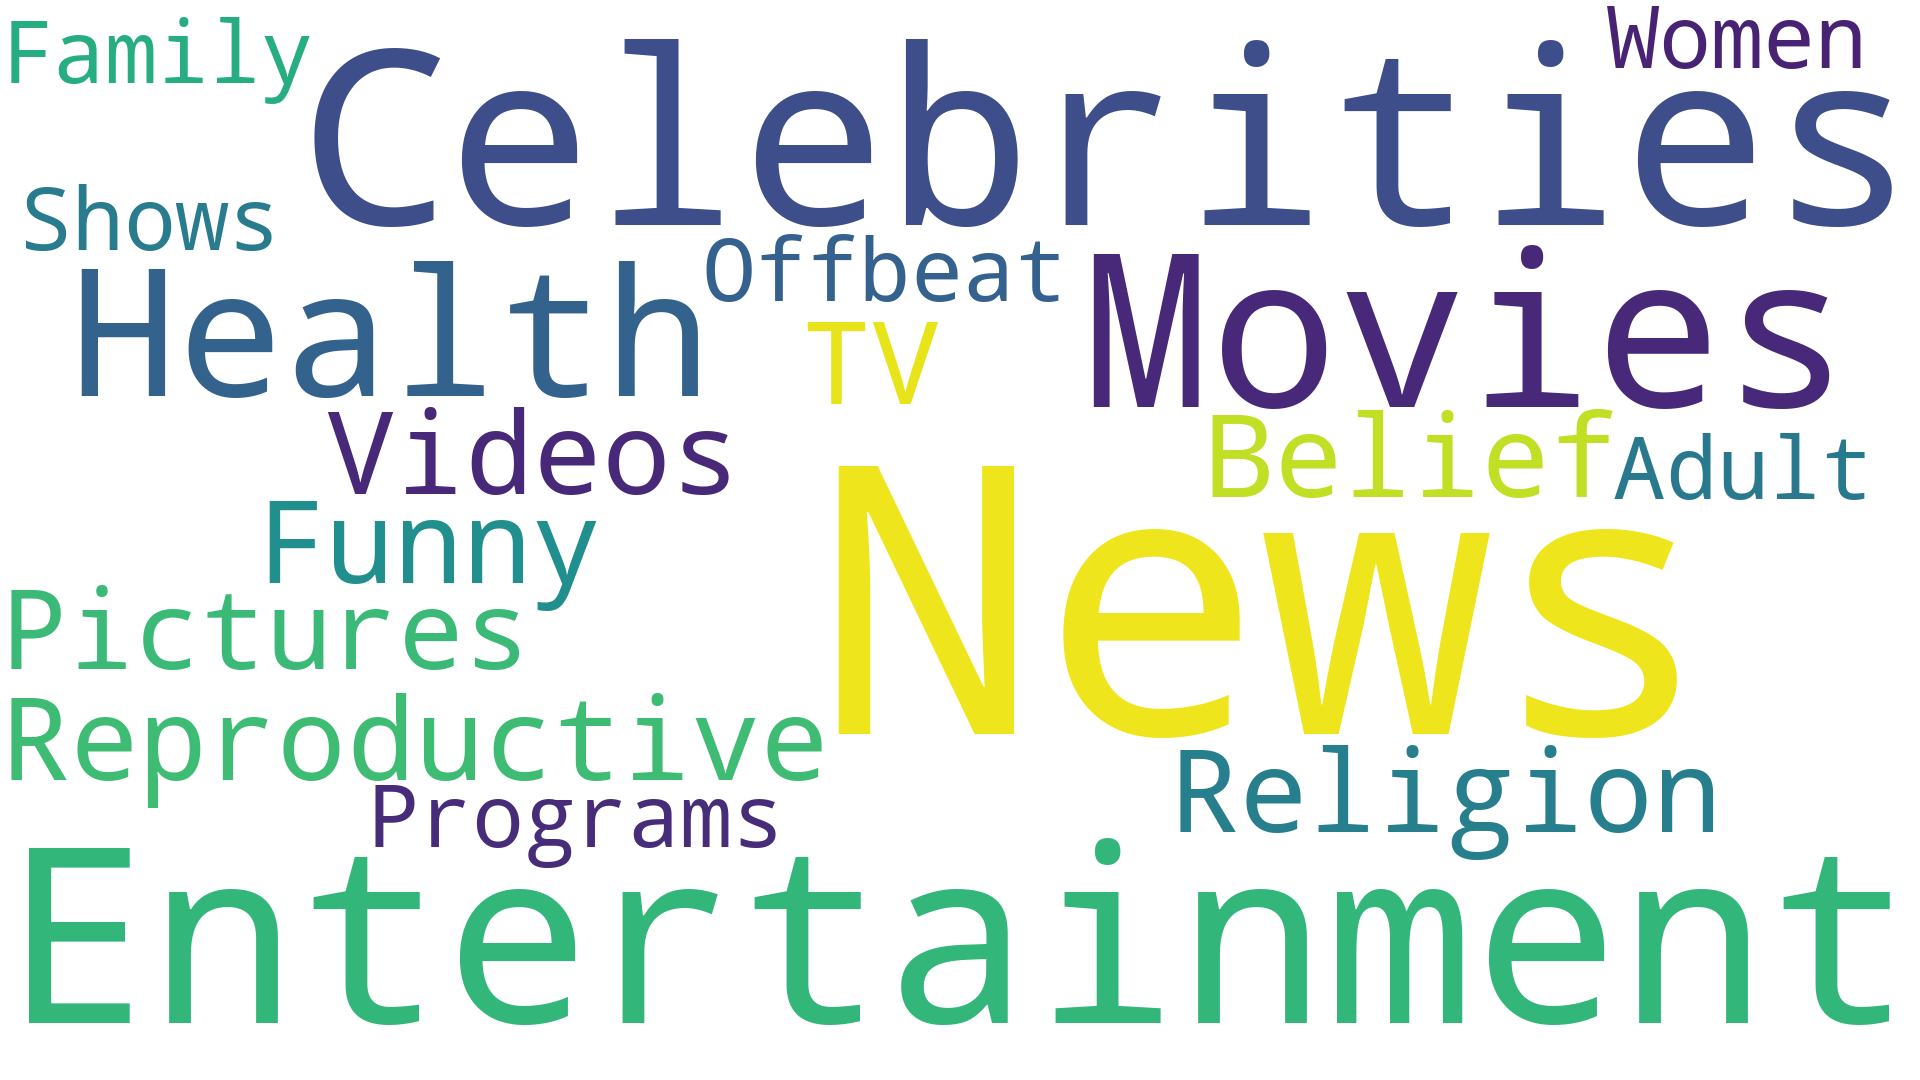 Family
Celebrities
Women
Shows
Health
Offbeat
Movies
TV
Videos
Belief
Adult
Funny
News
Pictures
Reproductive
Religion
Programs
Entertainment